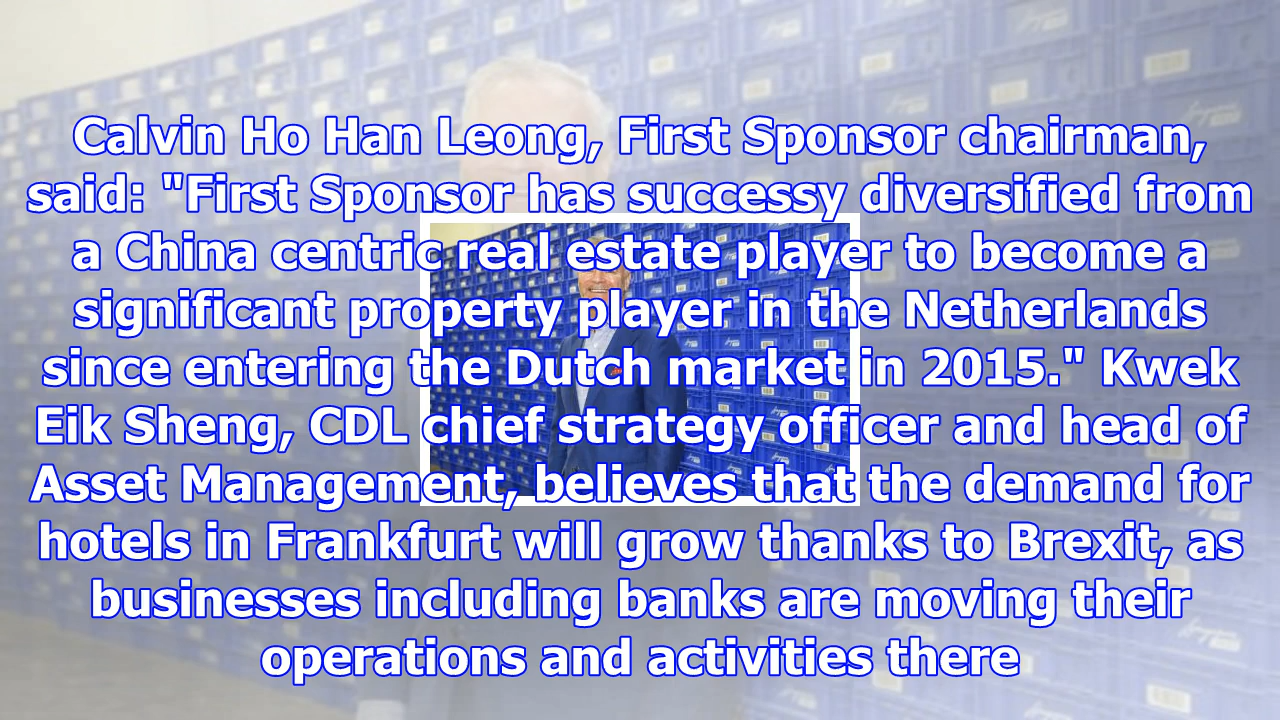 Calvin Ho Han Leong, First Sponsor chairman,
said: "First Sponsor has successy diversified from
a China centric real estate player to become a
significant property player in the Netherlands
since entering the Dutch market in 2015." Kwek
Eik Sheng, CDL chief strategy officer and head of
Asset Management, believes that the demand for
hotels in Frankfurt will grow thanks to Brexit, as
businesses including banks are moving their
operations and activities there